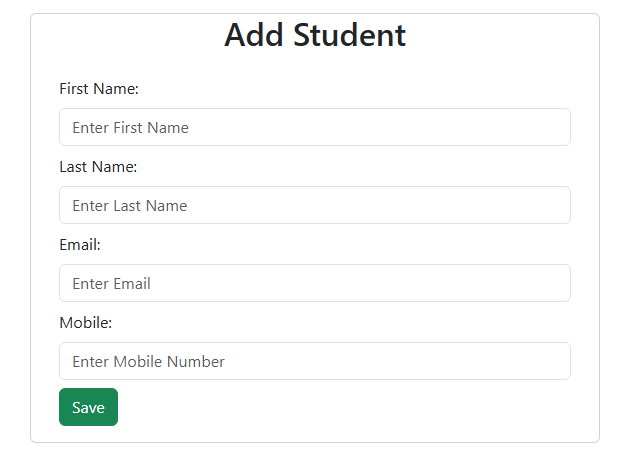 Add Student
First Name:
Enter First Name
Last Name:
Enter Last Name
Email:
Enter Email
Mobile:
Enter Mobile Number
Save